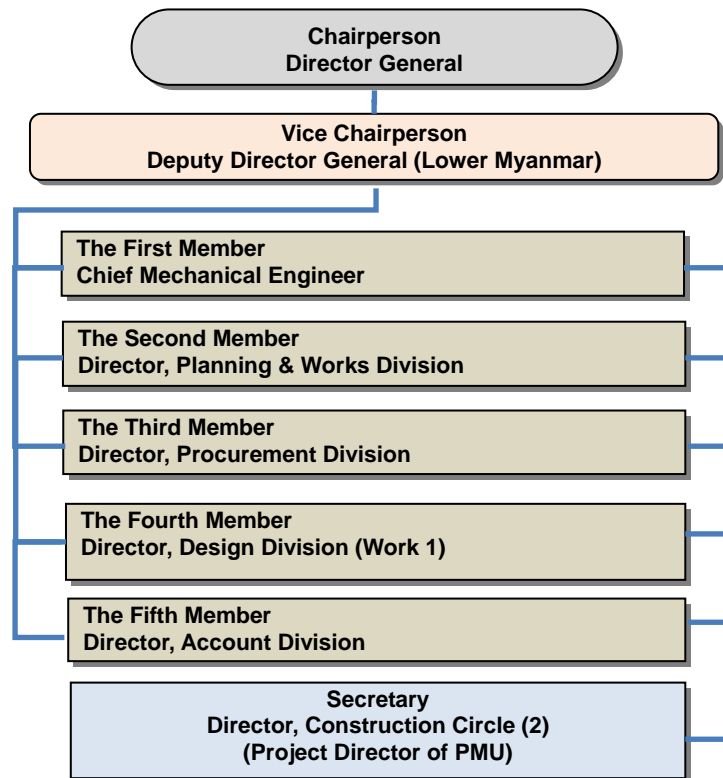 Chairperson
Director General
Vice Chairperson
Deputy Director General (Lower Myanmar)
The First Member
Chief Mechanical Engineer
The Second Member
Director, Planning & Works Division
The Third Member
Director, Procurement Division
The Fourth Member
Director, Design Division (Work 1)
The Fifth Member
Director, Account Division
Secretary
Director, Construction Circle (2)
(Project Director of PMU)